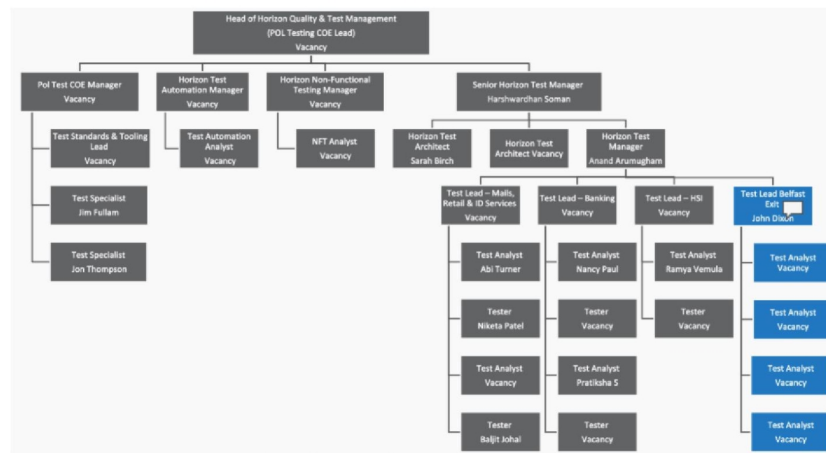 Head of Horizon Quality & Test Management
(POL Testing COE Lead)
Vacancy
Pol Test COE Manager
Vacancy
Horizon Test
Automation Manager
Vacancy
Horizon Non-Functional
Testing Manager
Vacancy
Senior Horizon Test Manager
Harshwardhan Soman
Test Standards & Tooling
Lead
Vacancy
Test Automation
Analyst
Vacancy
NFT Analyst
Vacancy
Horizon Test
Architect
Sarah Birch
Horizon Test
Architect Vacancy
Horizon Test
Manager
Anand Arumugham
Test Specialist
Jim Fullam
Test Specialist
Jon Thompson
Test Lead – Mails,
Retail & ID Services
Vacancy
Test Lead – Banking
Vacancy
Test Lead – HSI
Vacancy
Test Lead Belfast
Exit
John Dixon
Test Analyst
Abi Turner
Test Analyst
Nancy Paul
Test Analyst
Ramya Vemula
Test Analyst
Vacancy
Tester
Niketa Patel
Tester
Vacancy
Tester
Vacancy
Test Analyst
Vacancy
Test Analyst
Vacancy
Test Analyst
Pratiksha S
Test Analyst
Vacancy
Tester
Baljit Johal
Tester
Vacancy
Test Analyst
Vacancy